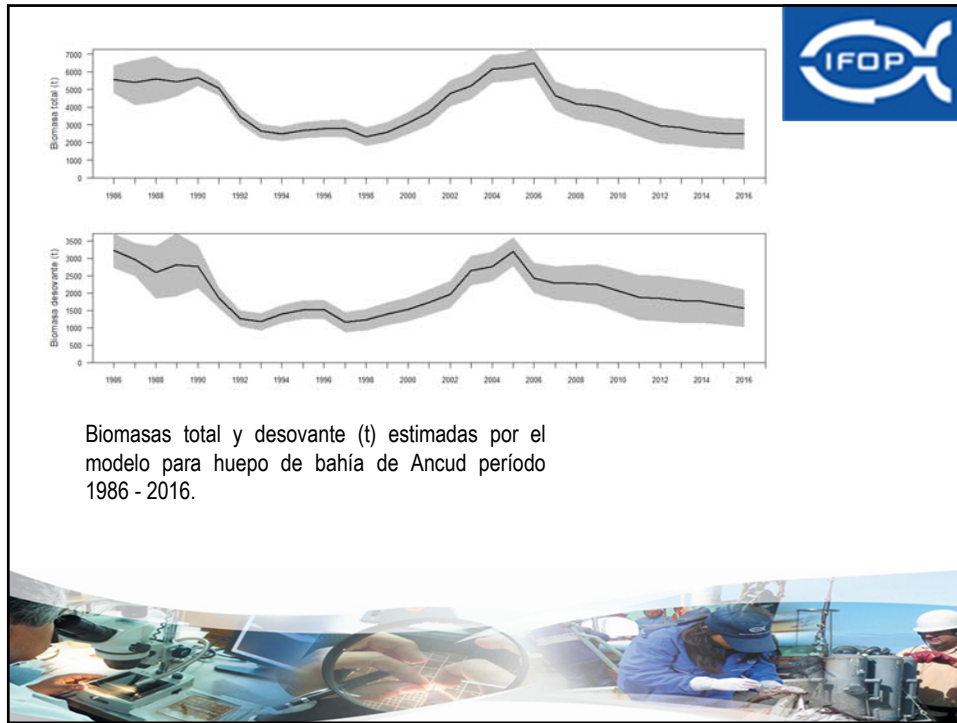 IFOP
Biomasa total (t)
7000
6000
5000
4000
3000
2000
1000
0
1986 1988 1990 1992 1994 1996 1998 2000 2002 2004 2006 2008 2010 2012 2014 2016
Biomasa desovante (t)
3500
3000
2500
2000
1500
1000
500
0
1986 1988 1990 1992 1994 1996 1998 2000 2002 2004 2006 2008 2010 2012 2014 2016
Biomasas total y desovante (t) estimadas por el
modelo para huepo de bahía de Ancud período
1986 - 2016.